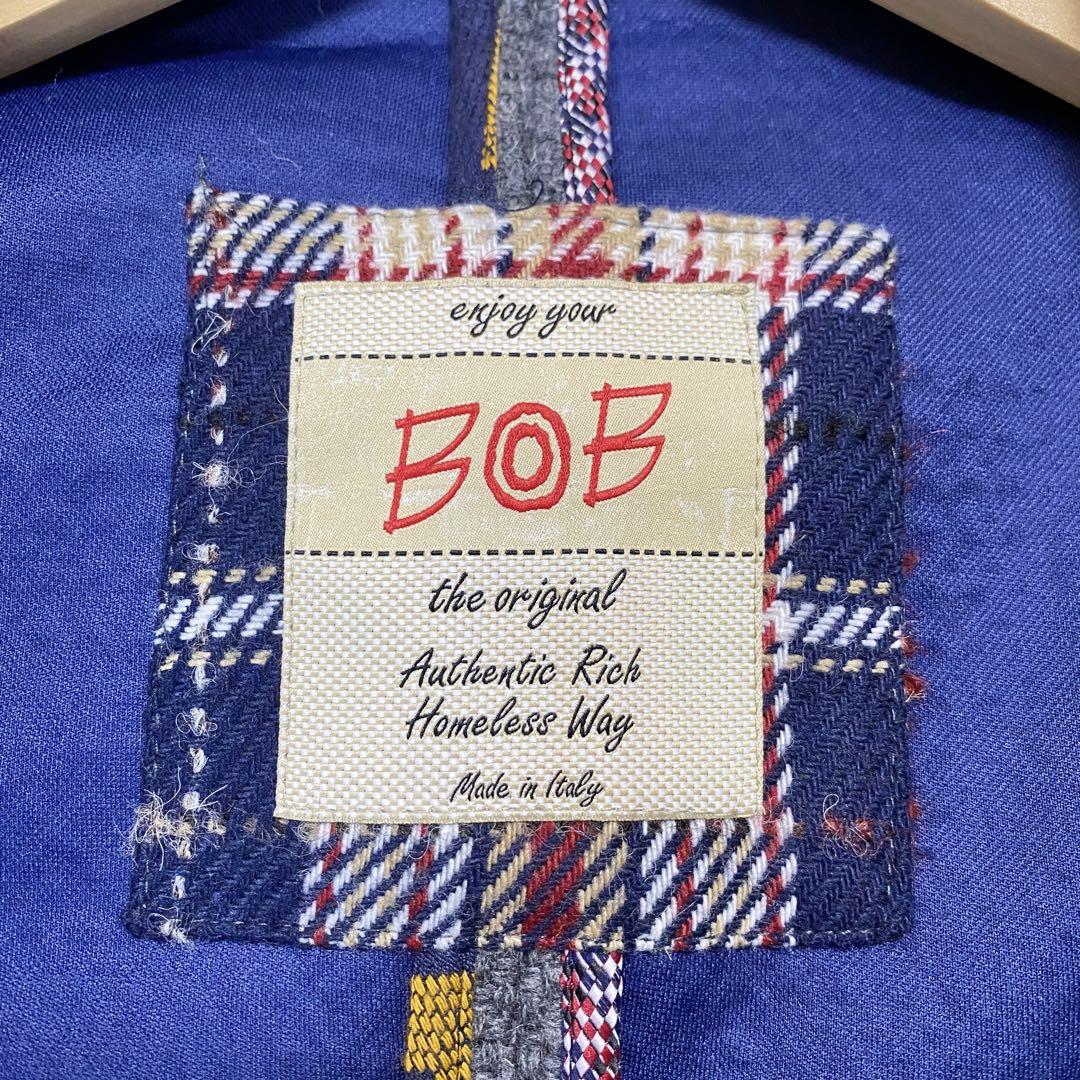 enjoy your
BOB
the original
Authentic Rich
Homeless Way
Made in Italy